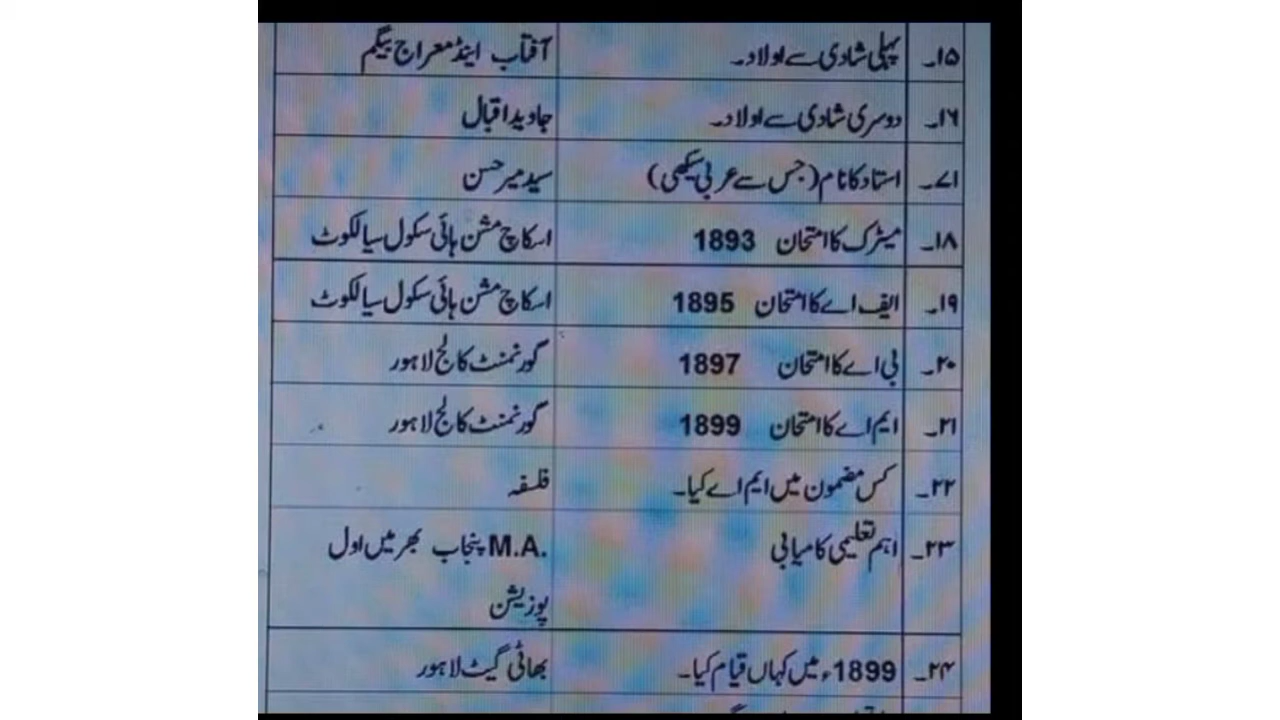 ۱۵۔ پہلی شادی سے اولاد۔ آفتاب اینڈ معراج بیگم
۱۶۔ دوسری شادی سے اولاد۔ جاوید اقبال
۱۷۔ استاد کا نام (جس سے عربی سیکھی) سید میر حسن
۱۸۔ میٹرک کا امتحان 1893 اسکاچ مشن ہائی سکول سیالکوٹ
۱۹۔ ایف اے کا امتحان 1895 اسکاچ مشن ہائی سکول سیالکوٹ
۲۰۔ بی اے کا امتحان 1897 گورنمنٹ کالج لاہور
۲۱۔ ایم اے کا امتحان 1899 گورنمنٹ کالج لاہور
۲۲۔ کس مضمون میں ایم اے کیا۔ فلسفہ
۲۳۔ اہم تعلیمی کامیابی M.A. پنجاب بھر میں اول
پوزیشن
۲۴۔ 1899ء میں کہاں قیام کیا۔ بھاٹی گیٹ لاہور